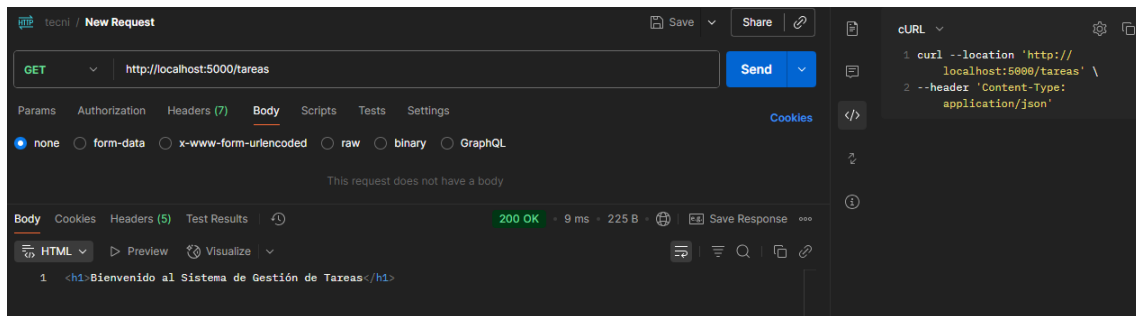 HTTP tecni / New Request Save Share
GET http://localhost:5000/tareas Send
Params Authorization Headers (7) Body Scripts Tests Settings Cookies
none form-data x-www-form-urlencoded raw binary GraphQL
This request does not have a body
Body Cookies Headers (5) Test Results 200 OK 9 ms 225 B e.g. Save Response
HTML Preview Visualize
1 <h1>Bienvenido al Sistema de Gestión de Tareas</h1>
cURL
1 curl --location 'http://
localhost:5000/tareas' \
2 --header 'Content-Type:
application/json'